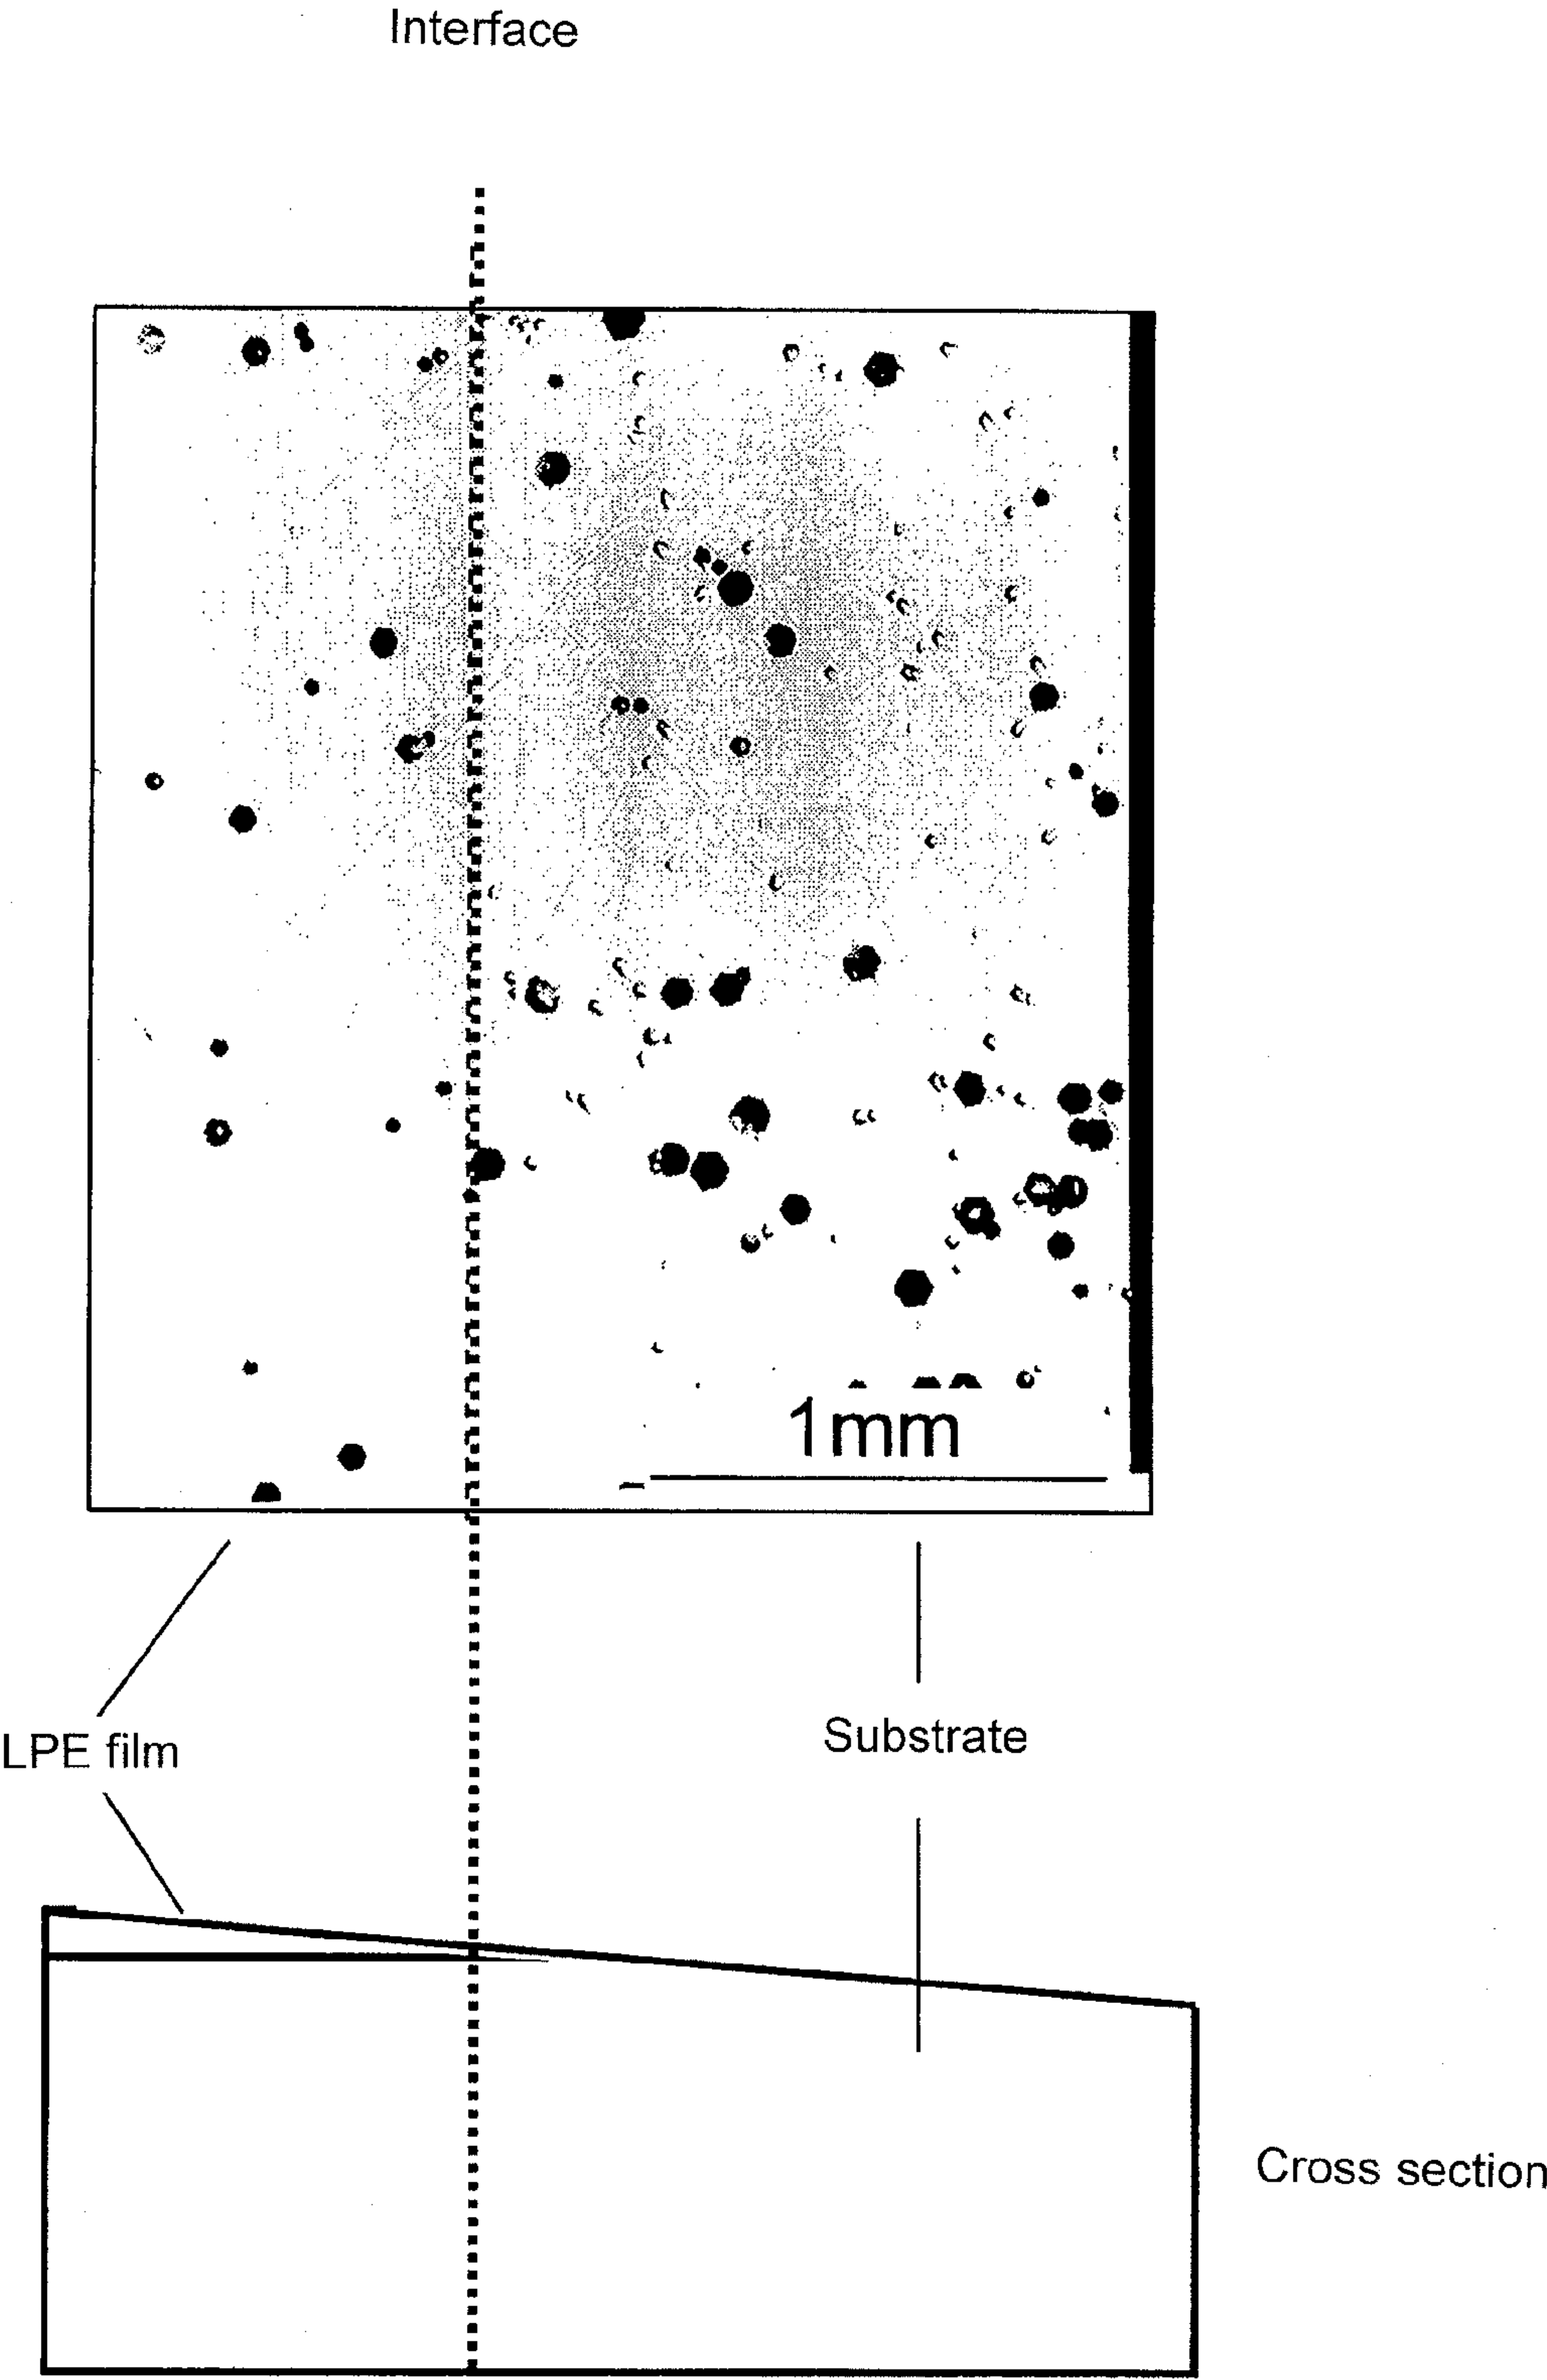 Interface
1mm
LPE film
Substrate
Cross section